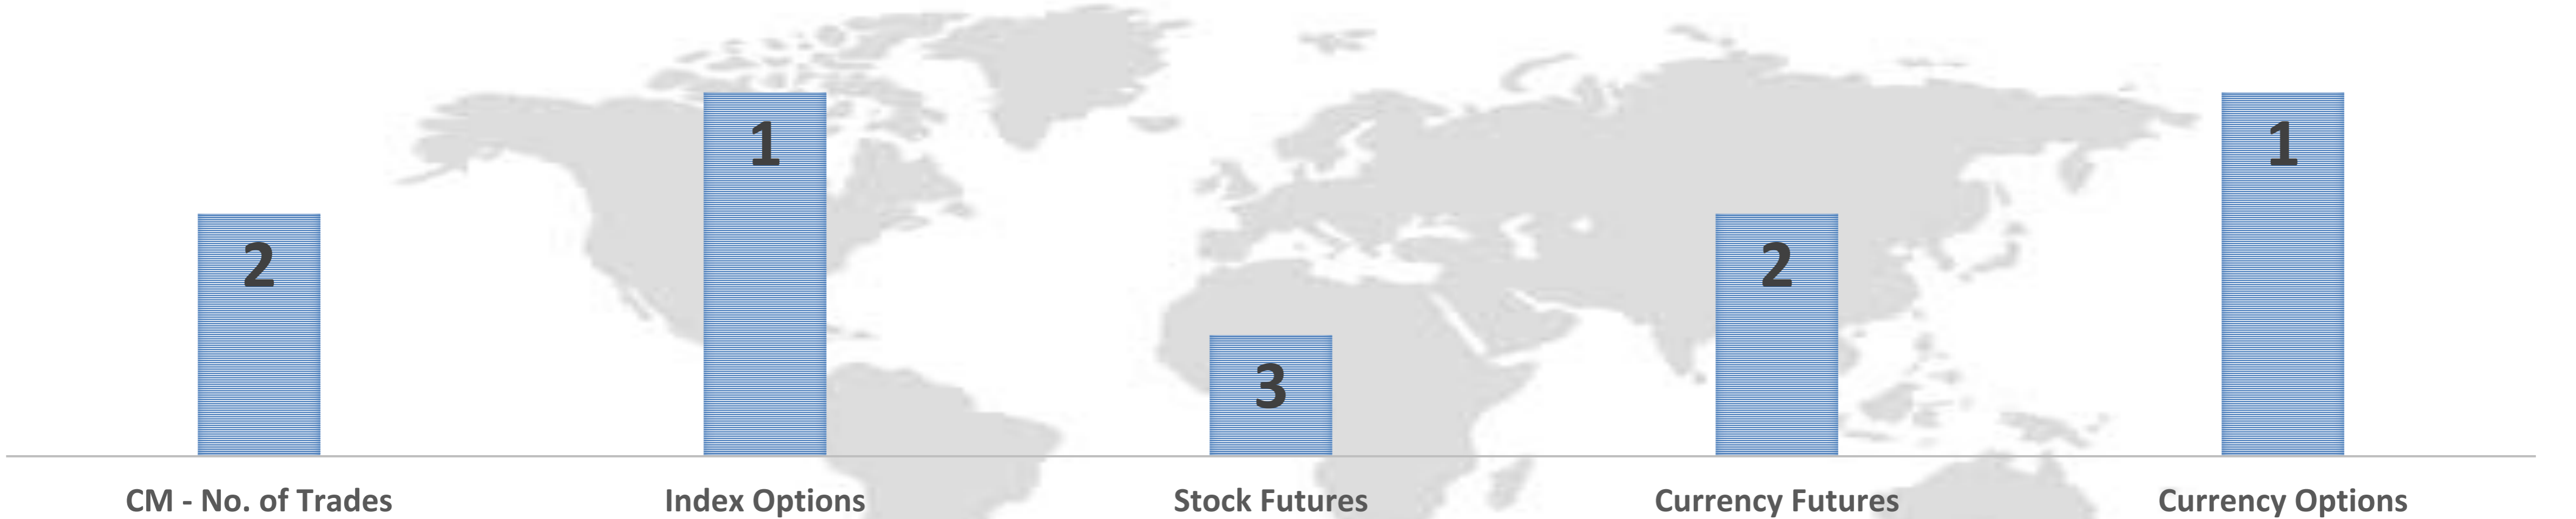 1
1
2
2
3
CM - No. of Trades
Index Options
Stock Futures
Currency Futures
Currency Options